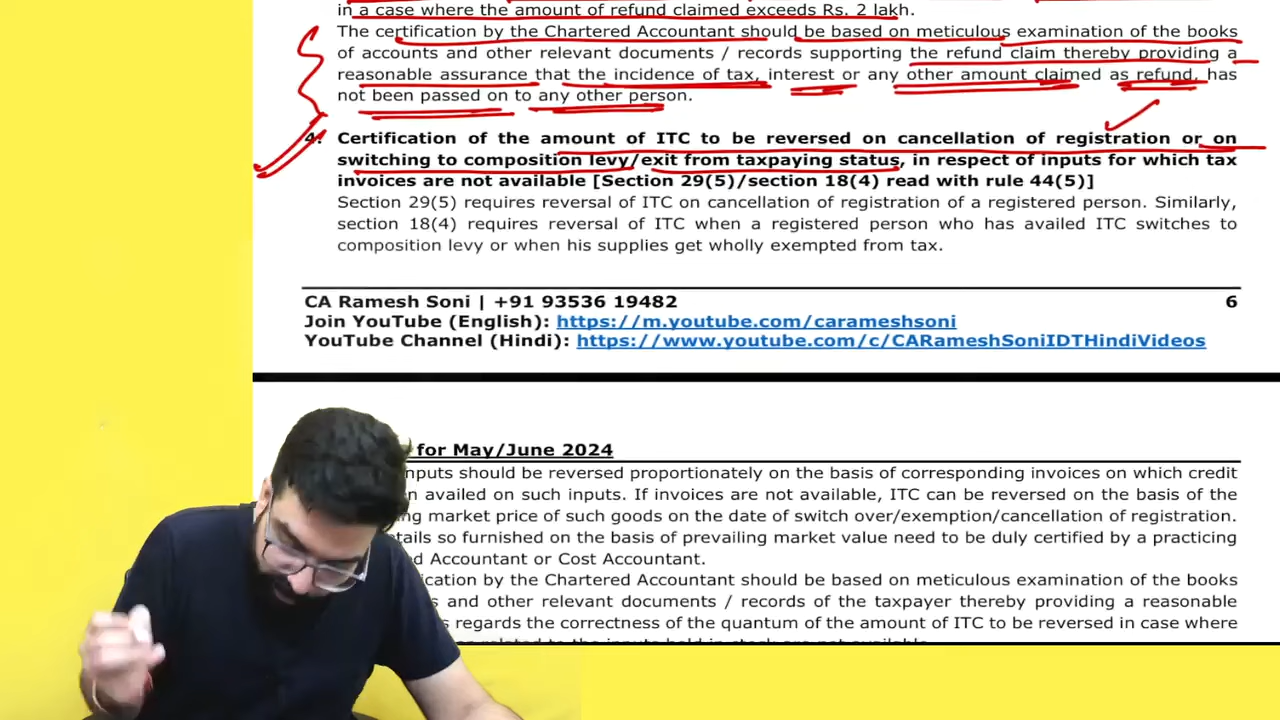 in a case where the amount of refund claimed exceeds Rs. 2 lakh.
The certification by the Chartered Accountant should be based on meticulous examination of the books
of accounts and other relevant documents / records supporting the refund claim thereby providing a
reasonable assurance that the incidence of tax, interest or any other amount claimed as refund, has
not been passed on to any other person.
4. Certification of the amount of ITC to be reversed on cancellation of registration or on
switching to composition levy/exit from taxpaying status, in respect of inputs for which tax
invoices are not available [Section 29(5)/section 18(4) read with rule 44(5)]
Section 29(5) requires reversal of ITC on cancellation of registration of a registered person. Similarly,
section 18(4) requires reversal of ITC when a registered person who has availed ITC switches to
composition levy or when his supplies get wholly exempted from tax.
CA Ramesh Soni | +91 93536 19482 6
Join YouTube (English): https://m.youtube.com/carameshsoni
YouTube Channel (Hindi): https://www.youtube.com/c/CARameshSoniIDTHindiVideos
for May/June 2024
nputs should be reversed proportionately on the basis of corresponding invoices on which credit
n availed on such inputs. If invoices are not available, ITC can be reversed on the basis of the
ng market price of such goods on the date of switch over/exemption/cancellation of registration.
tails so furnished on the basis of prevailing market value need to be duly certified by a practicing
d Accountant or Cost Accountant.
ication by the Chartered Accountant should be based on meticulous examination of the books
s and other relevant documents / records of the taxpayer thereby providing a reasonable
s regards the correctness of the quantum of the amount of ITC to be reversed in case where
related to the inputs held in stock are not available.